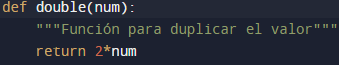 def double(num):
    """Función para duplicar el valor"""
    return 2*num